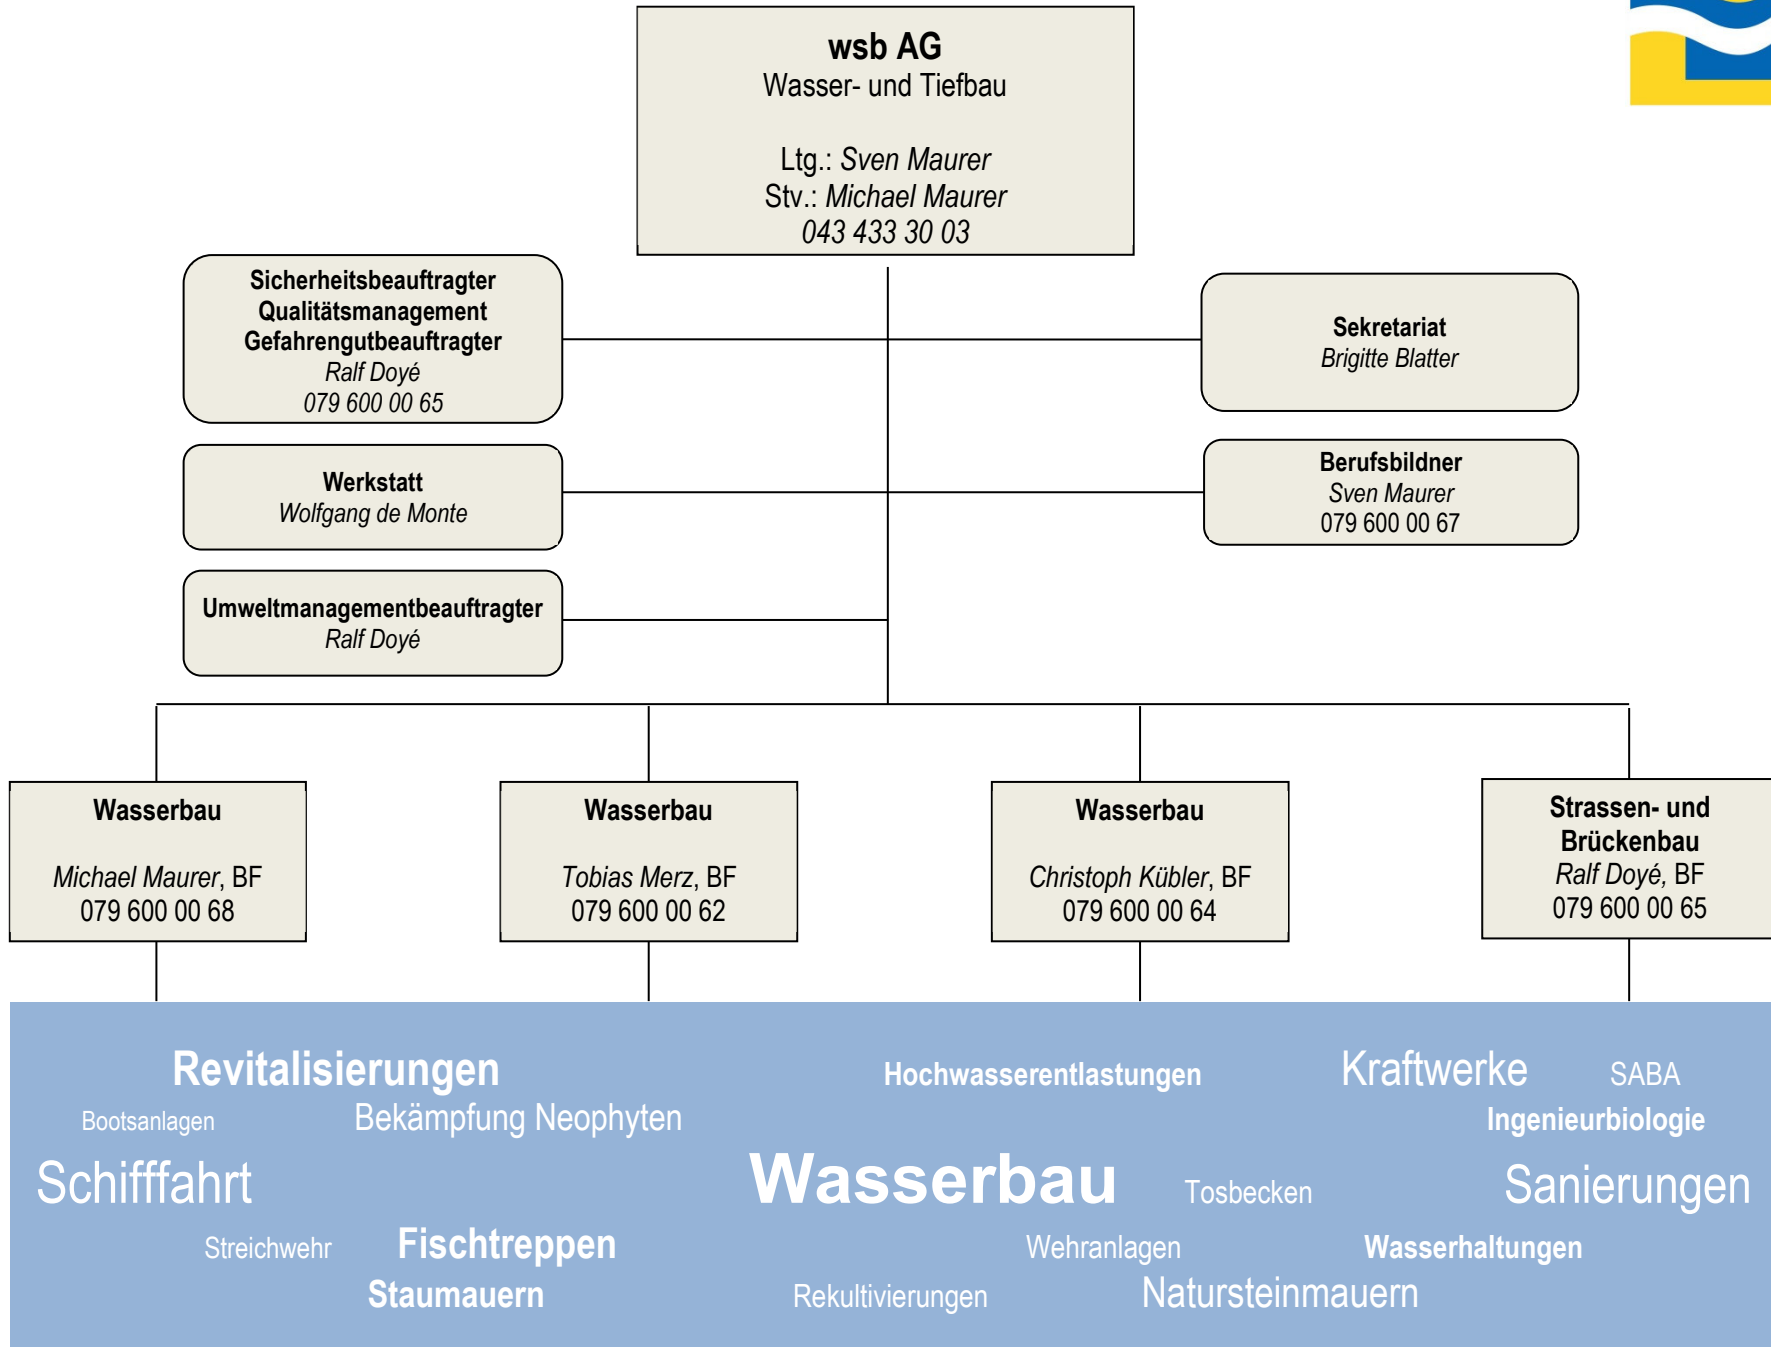 wsb AG
Wasser- und Tiefbau
Ltg.: Sven Maurer
Stv.: Michael Maurer
043 433 30 03
Sicherheitsbeauftragter
Qualitätsmanagement
Gefahrengutbeauftragter
Ralf Doyé
079 600 00 65
Sekretariat
Brigitte Blatter
Werkstatt
Wolfgang de Monte
Berufsbildner
Sven Maurer
079 600 00 67
Umweltmanagementbeauftragter
Ralf Doyé
Wasserbau
Michael Maurer, BF
079 600 00 68
Wasserbau
Tobias Merz, BF
079 600 00 62
Wasserbau
Christoph Kübler, BF
079 600 00 64
Strassen- und
Brückenbau
Ralf Doyé, BF
079 600 00 65
Revitalisierungen
Hochwasserentlastungen
Kraftwerke
SABA
Bootsanlagen
Bekämpfung Neophyten
Ingenieurbiologie
Schifffahrt
Wasserbau
Tosbecken
Sanierungen
Streichwehr
Fischtreppen
Wehranlagen
Wasserhaltungen
Staumauern
Rekultivierungen
Natursteinmauern